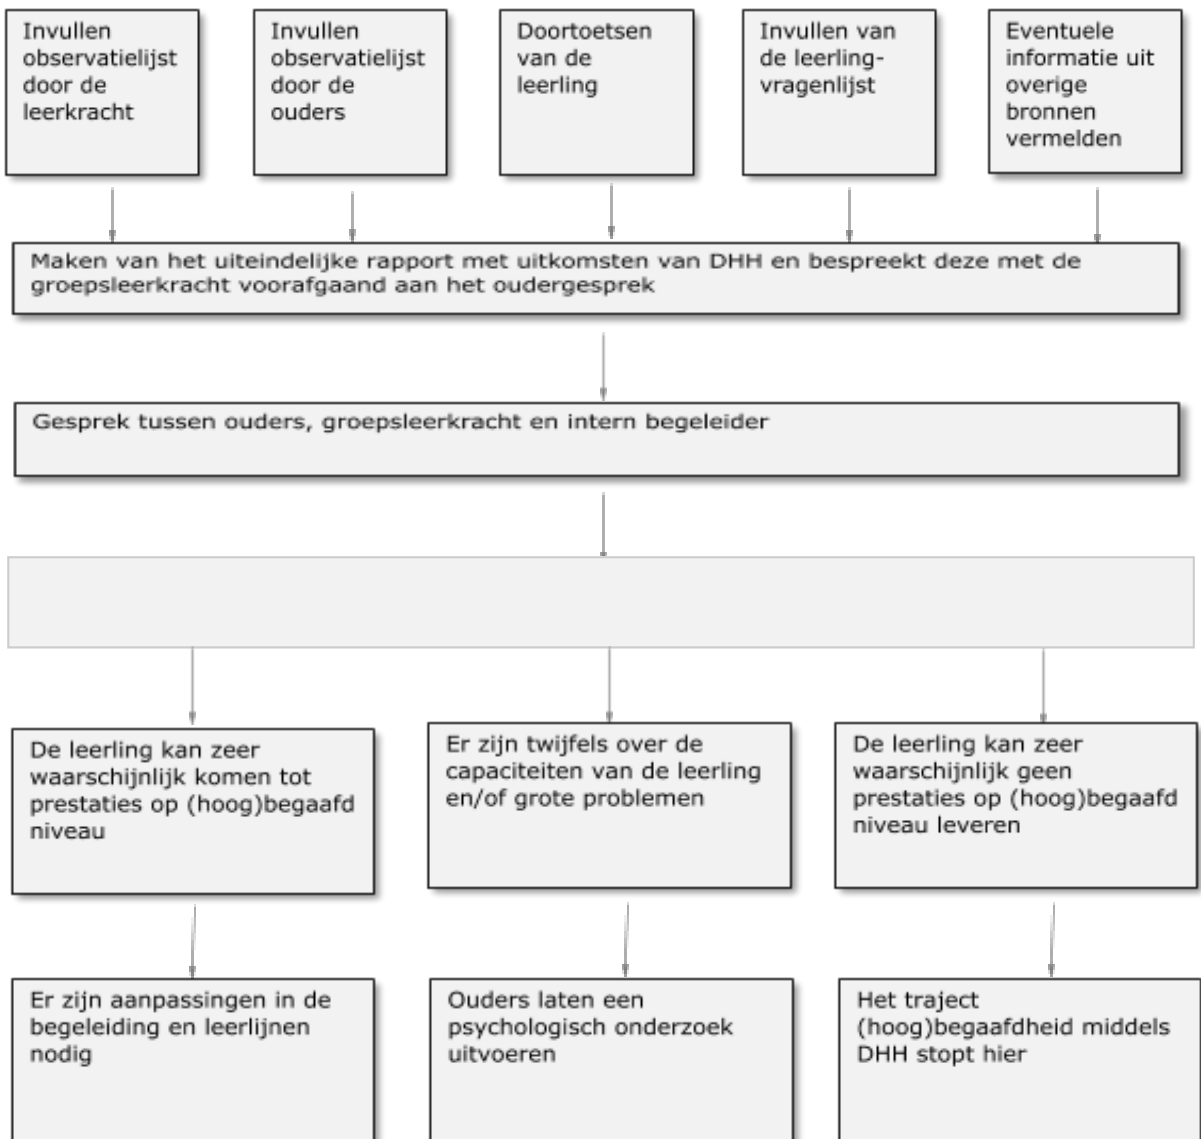 Invullen
observatielijst
door de
leerkracht
Invullen
observatielijst
door de
ouders
Doortoetsen
van de
leerling
Invullen van
de leerling-
vragenlijst
Eventuele
informatie uit
overige
bronnen
vermelden
Maken van het uiteindelijke rapport met uitkomsten van DHH en bespreekt deze met de
groepsleerkracht voorafgaand aan het oudergesprek
Gesprek tussen ouders, groepsleerkracht en intern begeleider
De leerling kan zeer
waarschijnlijk komen tot
prestaties op (hoog)begaafd
niveau
Er zijn twijfels over de
capaciteiten van de leerling
en/of grote problemen
De leerling kan zeer
waarschijnlijk geen
prestaties op (hoog)begaafd
niveau leveren
Er zijn aanpassingen in de
begeleiding en leerlijnen
nodig
Ouders laten een
psychologisch onderzoek
uitvoeren
Het traject
(hoog)begaafdheid middels
DHH stopt hier